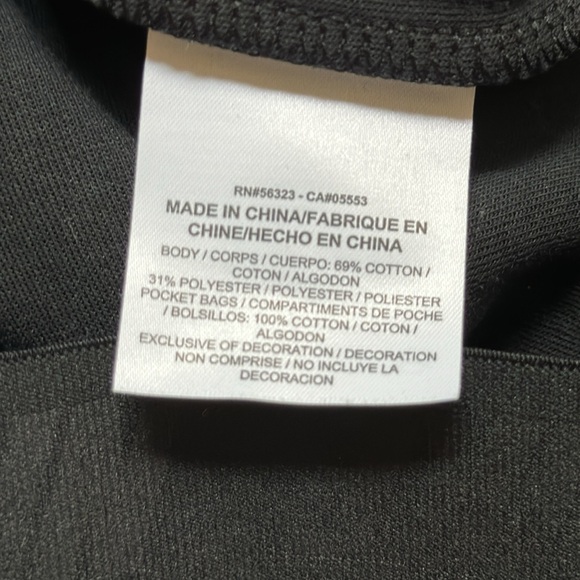 RN#56323 - CA#05553
MADE IN CHINA/FABRIQUE EN
CHINE/HECHO EN CHINA
BODY / CORPS / CUERPO: 69% COTTON /
COTON / ALGODON
31% POLYESTER / POLYESTER / POLIESTER
POCKET BAGS / COMPARTIMENTS DE POCHE
/ BOLSILLOS: 100% COTTON / COTON /
ALGODON
EXCLUSIVE OF DECORATION / DECORATION
NON COMPRISE / NO INCLUYE LA
DECORACION